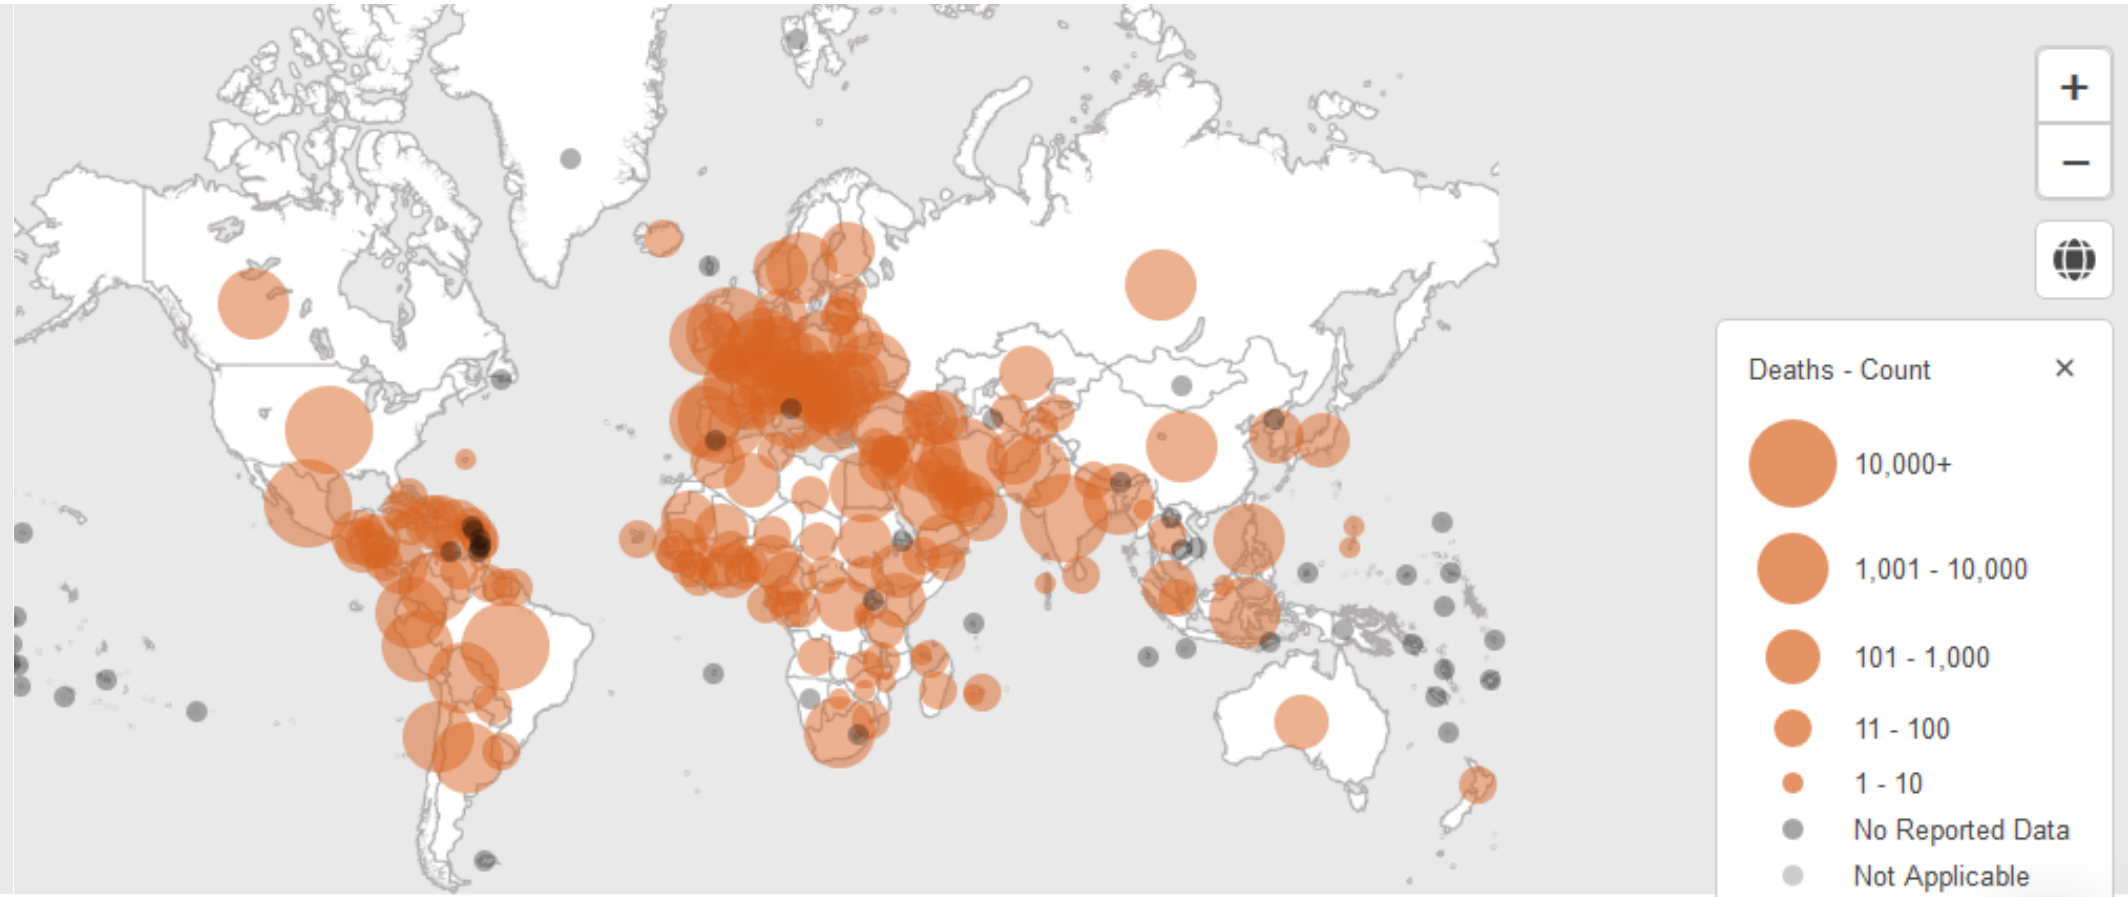 +
−
Deaths - Count ×
10,000+
1,001 - 10,000
101 - 1,000
11 - 100
1 - 10
No Reported Data
Not Applicable